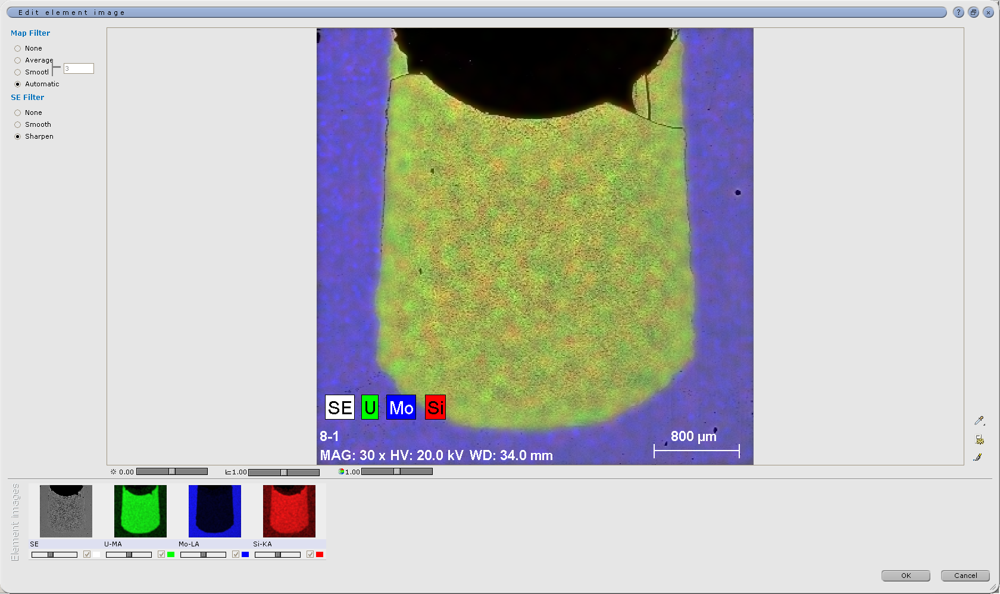 Edit element image
Map Filter
None
Average
Smootl
3
Automatic
SE Filter
None
Smooth
Sharpen
SE U Mo Si
8-1
800 µm
MAG: 30 x HV: 20.0 kV WD: 34.0 mm
0.00
1.00
1.00
Element images
SE
U-MA
Mo-LA
Si-KA
OK
Cancel